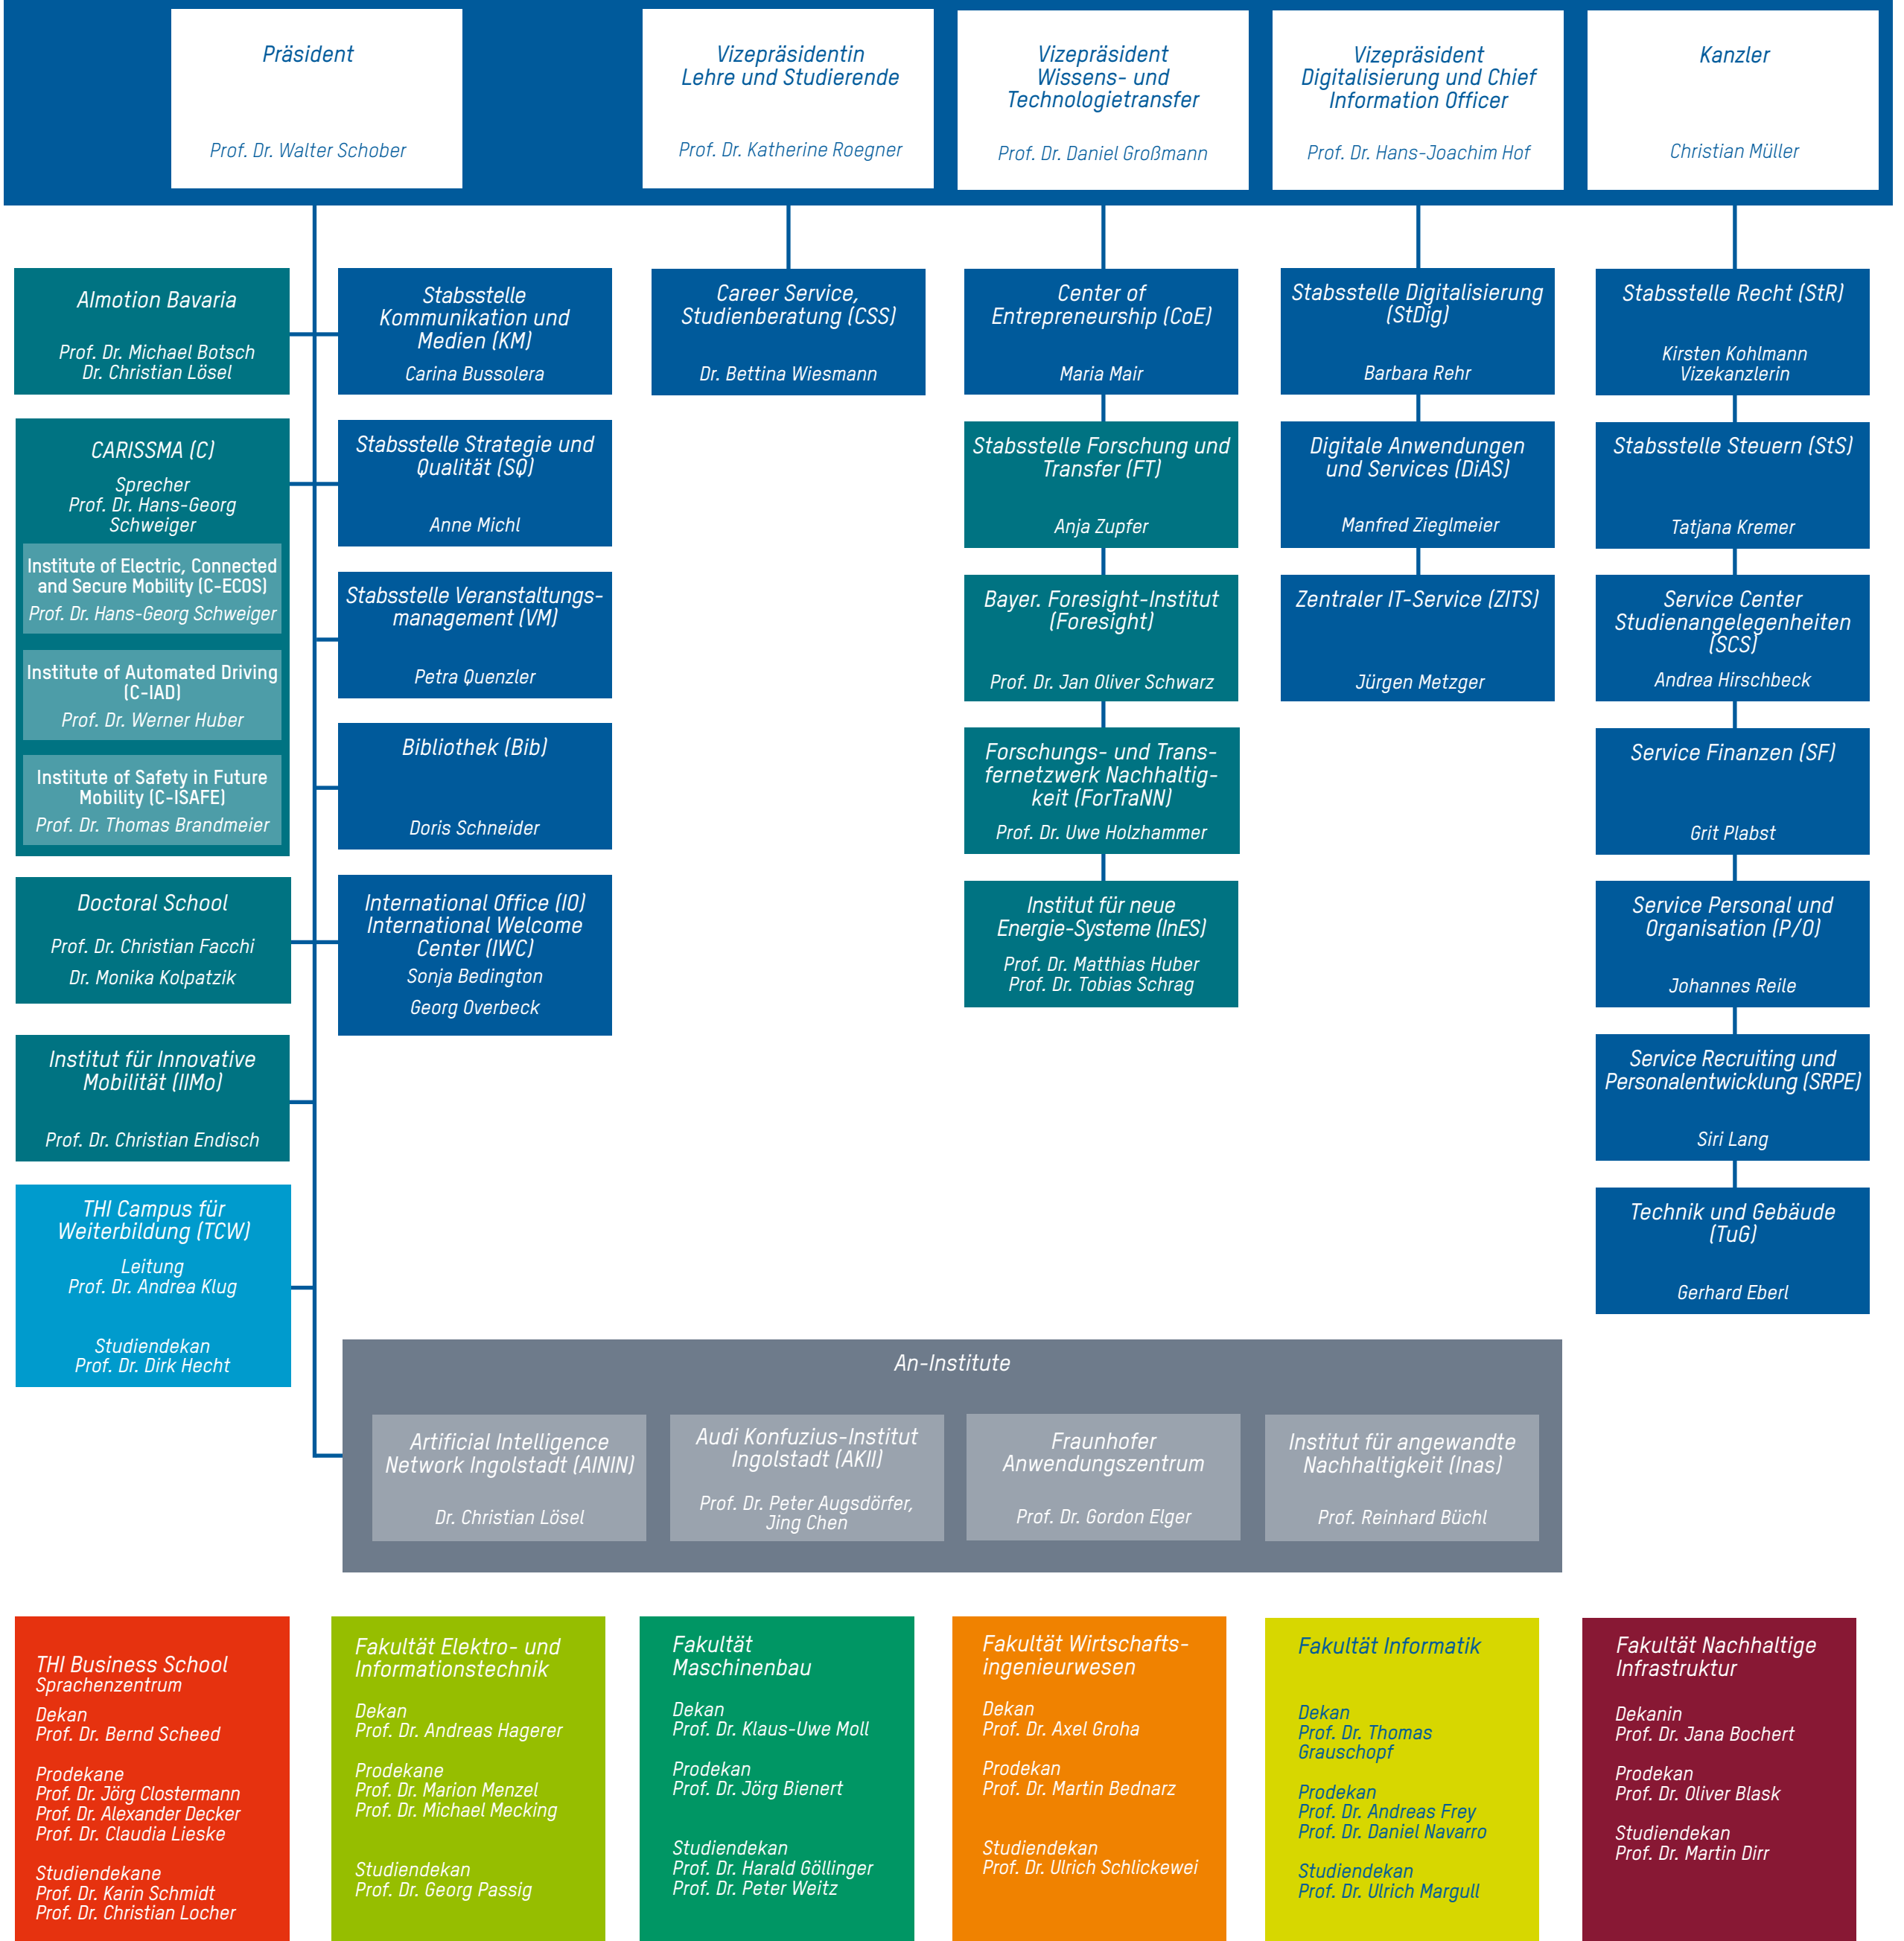 Präsident
Prof. Dr. Walter Schober
Vizepräsidentin
Lehre und Studierende
Prof. Dr. Katherine Roegner
Vizepräsident
Wissens- und
Technologietransfer
Prof. Dr. Daniel Großmann
Vizepräsident
Digitalisierung und Chief
Information Officer
Prof. Dr. Hans-Joachim Hof
Kanzler
Christian Müller
AImotion Bavaria
Prof. Dr. Michael Botsch
Dr. Christian Lösel
CARISSMA (C)
Sprecher
Prof. Dr. Hans-Georg
Schweiger
Institute of Electric, Connected
and Secure Mobility (C-ECOS)
Prof. Dr. Hans-Georg Schweiger
Institute of Automated Driving
(C-IAD)
Prof. Dr. Werner Huber
Institute of Safety in Future
Mobility (C-ISAFE)
Prof. Dr. Thomas Brandmeier
Doctoral School
Prof. Dr. Christian Facchi
Dr. Monika Kolpatzik
Institut für Innovative
Mobilität (IIMo)
Prof. Dr. Christian Endisch
THI Campus für
Weiterbildung (TCW)
Leitung
Prof. Dr. Andrea Klug
Studiendekan
Prof. Dr. Dirk Hecht
Stabsstelle
Kommunikation und
Medien (KM)
Carina Bussolera
Stabsstelle Strategie und
Qualität (SQ)
Anne Michl
Stabsstelle Veranstaltungs-
management (VM)
Petra Quenzler
Bibliothek (Bib)
Doris Schneider
International Office (IO)
International Welcome
Center (IWC)
Sonja Bedington
Georg Overbeck
Career Service,
Studienberatung (CSS)
Dr. Bettina Wiesmann
Center of
Entrepreneurship (CoE)
Maria Mair
Stabsstelle Forschung und
Transfer (FT)
Anja Zupfer
Bayer. Foresight-Institut
(Foresight)
Prof. Dr. Jan Oliver Schwarz
Forschungs- und Trans-
fernetzwerk Nachhaltig-
keit (ForTraNN)
Prof. Dr. Uwe Holzhammer
Institut für neue
Energie-Systeme (InES)
Prof. Dr. Matthias Huber
Prof. Dr. Tobias Schrag
Stabsstelle Digitalisierung
(StDig)
Barbara Rehr
Digitale Anwendungen
und Services (DiAS)
Manfred Zieglmeier
Zentraler IT-Service (ZITS)
Jürgen Metzger
Stabsstelle Recht (StR)
Kirsten Kohlmann
Vizekanzlerin
Stabsstelle Steuern (StS)
Tatjana Kremer
Service Center
Studienangelegenheiten
(SCS)
Andrea Hirschbeck
Service Finanzen (SF)
Grit Plabst
Service Personal und
Organisation (P/O)
Johannes Reile
Service Recruiting und
Personalentwicklung (SRPE)
Siri Lang
Technik und Gebäude
(TuG)
Gerhard Eberl
An-Institute
Artificial Intelligence
Network Ingolstadt (AININ)
Dr. Christian Lösel
Audi Konfuzius-Institut
Ingolstadt (AKII)
Prof. Dr. Peter Augsdörfer,
Jing Chen
Fraunhofer
Anwendungszentrum
Prof. Dr. Gordon Elger
Institut für angewandte
Nachhaltigkeit (Inas)
Prof. Reinhard Büchl
THI Business School
Sprachenzentrum
Dekan
Prof. Dr. Bernd Scheed
Prodekane
Prof. Dr. Jörg Clostermann
Prof. Dr. Alexander Decker
Prof. Dr. Claudia Lieske
Studiendekane
Prof. Dr. Karin Schmidt
Prof. Dr. Christian Locher
Fakultät Elektro- und
Informationstechnik
Dekan
Prof. Dr. Andreas Hagerer
Prodekane
Prof. Dr. Marion Menzel
Prof. Dr. Michael Mecking
Studiendekan
Prof. Dr. Georg Passig
Fakultät
Maschinenbau
Dekan
Prof. Dr. Klaus-Uwe Moll
Prodekan
Prof. Dr. Jörg Bienert
Studiendekan
Prof. Dr. Harald Göllinger
Prof. Dr. Peter Weitz
Fakultät Wirtschafts-
ingenieurwesen
Dekan
Prof. Dr. Axel Groha
Prodekan
Prof. Dr. Martin Bednarz
Studiendekan
Prof. Dr. Ulrich Schlickewei
Fakultät Informatik
Dekan
Prof. Dr. Thomas
Grauschopf
Prodekan
Prof. Dr. Andreas Frey
Prof. Dr. Daniel Navarro
Studiendekan
Prof. Dr. Ulrich Margull
Fakultät Nachhaltige
Infrastruktur
Dekanin
Prof. Dr. Jana Bochert
Prodekan
Prof. Dr. Oliver Blask
Studiendekan
Prof. Dr. Martin Dirr